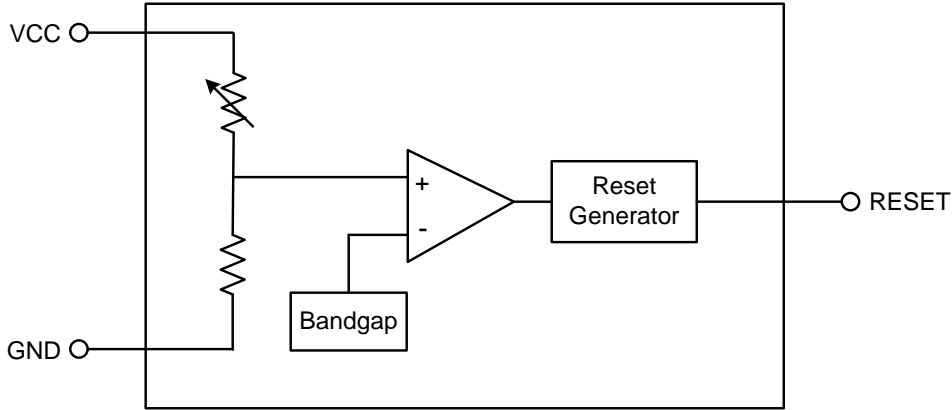 VCC
+
-
Reset
Generator
RESET
Bandgap
GND